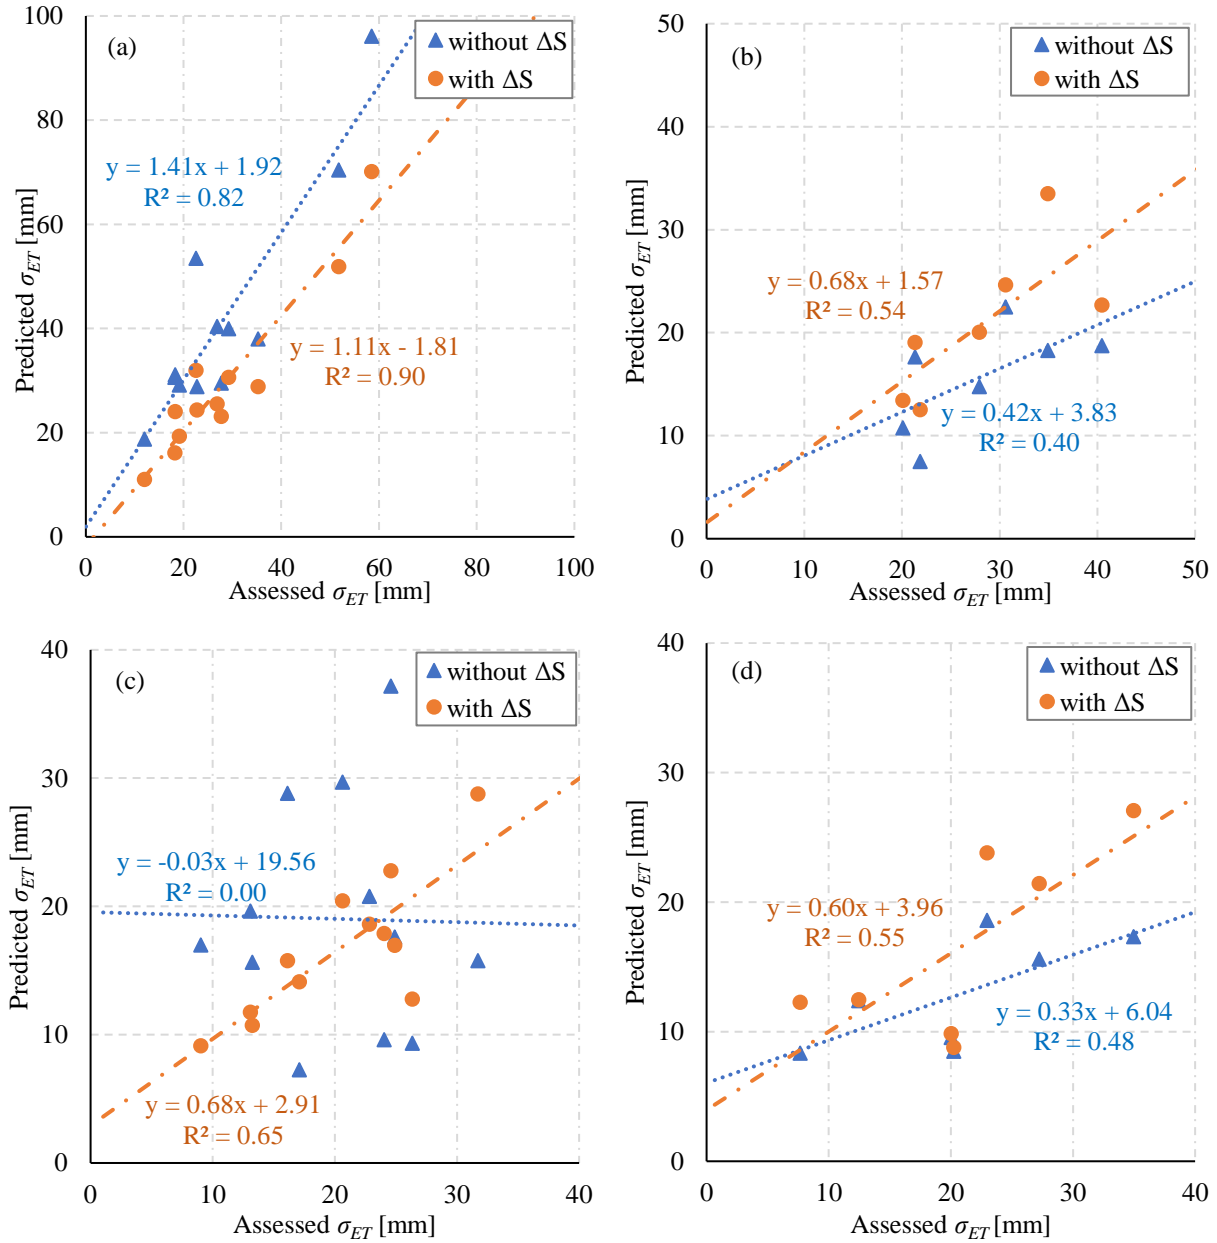 (a)
without ΔS
with ΔS
100
80
60
40
20
0
Predicted σET [mm]
y = 1.41x + 1.92
R² = 0.82
y = 1.11x - 1.81
R² = 0.90
0 20 40 60 80 100
Assessed σET [mm]
(b)
without ΔS
with ΔS
50
40
30
20
10
0
Predicted σET [mm]
y = 0.68x + 1.57
R² = 0.54
y = 0.42x + 3.83
R² = 0.40
0 10 20 30 40 50
Assessed σET [mm]
(c)
without ΔS
with ΔS
40
30
20
10
0
Predicted σET [mm]
y = -0.03x + 19.56
R² = 0.00
y = 0.68x + 2.91
R² = 0.65
0 10 20 30 40
Assessed σET [mm]
(d)
without ΔS
with ΔS
40
30
20
10
0
Predicted σET [mm]
y = 0.60x + 3.96
R² = 0.55
y = 0.33x + 6.04
R² = 0.48
0 10 20 30 40
Assessed σET [mm]